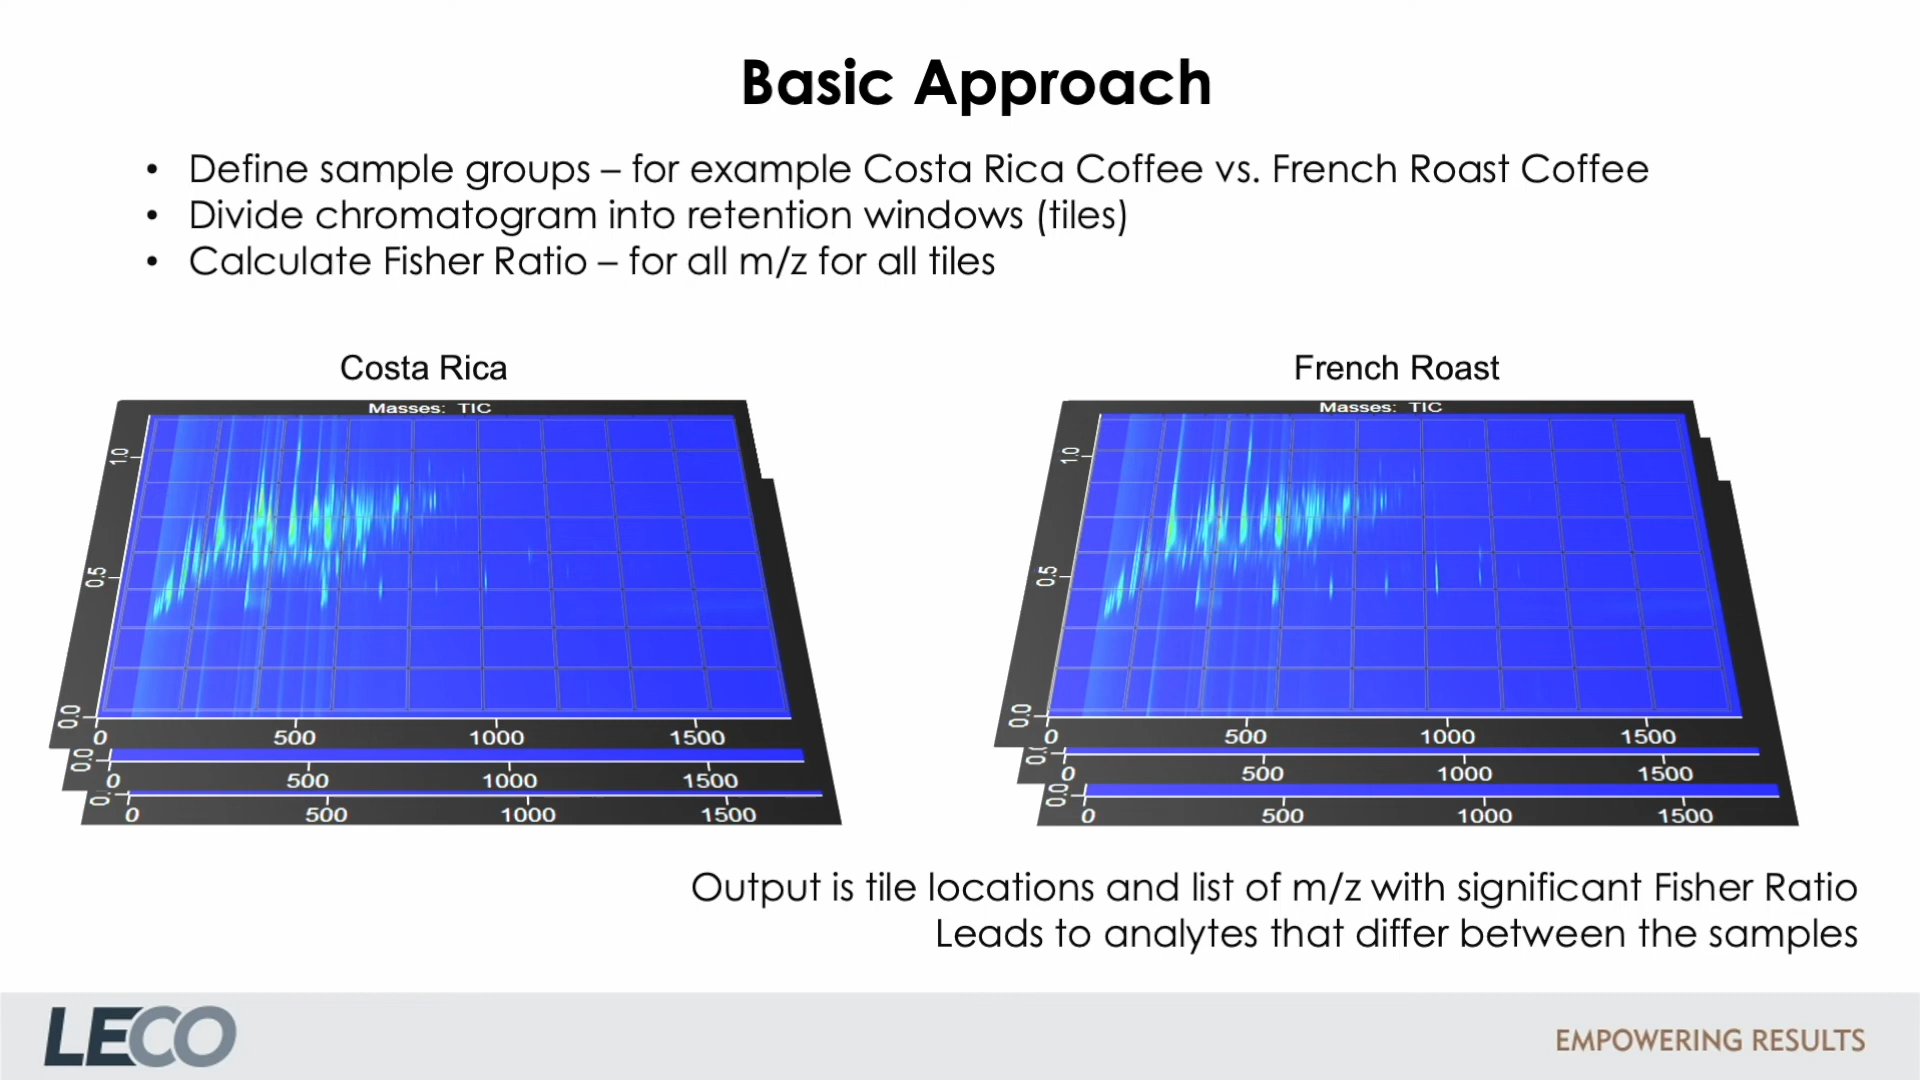 Basic Approach
• Define sample groups – for example Costa Rica Coffee vs. French Roast Coffee
• Divide chromatogram into retention windows (tiles)
• Calculate Fisher Ratio – for all m/z for all tiles
Costa Rica
Masses: TIC
1.0
0.5
0.0
0 500 1000 1500
0.0
0 500 1000 1500
0 500 1000 1500
French Roast
Masses: TIC
1.0
0.5
0.0
0 500 1000 1500
0 500 1000 1500
0.0
0 500 1000 1500
Output is tile locations and list of m/z with significant Fisher Ratio
Leads to analytes that differ between the samples
LECO
EMPOWERING RESULTS